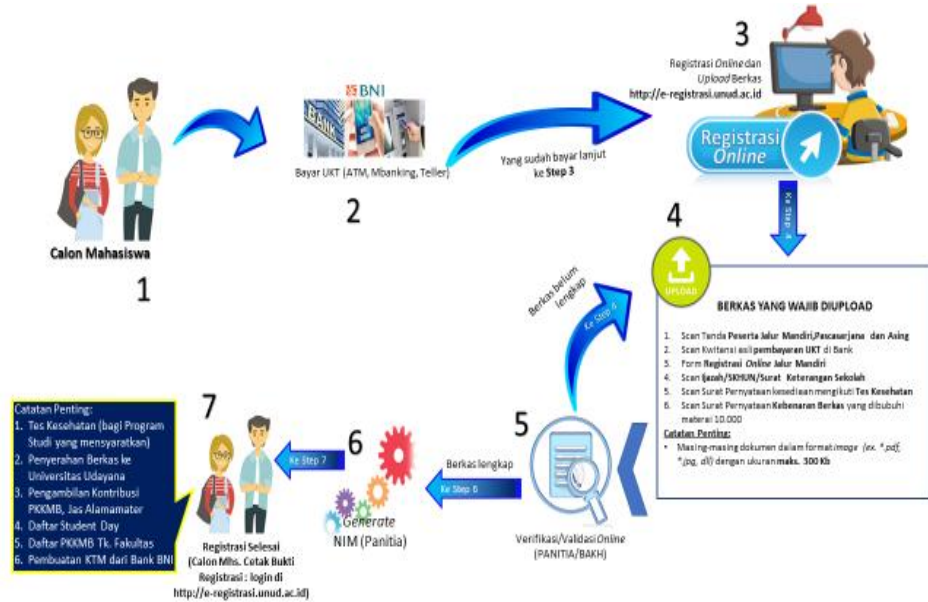 Calon Mahasiswa
1
BNI
BANK
Bayar UKT (ATM, Mbanking, Teller)
2
Yang sudah bayar lanjut
ke Step 3
3
Registrasi Online dan
Upload Berkas
http://e-registrasi.unud.ac.id
Registrasi
Online
Ke Step 4
4
UPLOAD
BERKAS YANG WAJIB DIUPLOAD
1. Scan Tanda Peserta Jalur Mandiri,Pascasarjana dan Asing
2. Scan Kwitansi asli pembayaran UKT di Bank
3. Form Registrasi Online Jalur Mandiri
4. Scan Ijazah/SKHUN/Surat Keterangan Sekolah
5. Scan Surat Pernyataan kesediaan mengikuti Tes Kesehatan
6. Scan Surat Pernyataan Kebenaran Berkas yang dibubuhi
materai 10.000
Catatan Penting:
• Masing-masing dokumen dalam format image (ex. *.pdf,
*.jpg, dll) dengan ukuran maks. 300 Kb
Berkas belum
lengkap
Ke Step
5
Verifikasi/Validasi Online
(PANITIA/BAKH)
Berkas lengkap
Ke Step 6
6
Generate
NIM (Panitia)
Ke Step 7
7
Registrasi Selesai
(Calon Mhs. Cetak Bukti
Registrasi : login di
http://e-registrasi.unud.ac.id)
Catatan Penting:
1. Tes Kesehatan (bagi Program
Studi yang mensyaratkan)
2. Penyerahan Berkas ke
Universitas Udayana
3. Pengambilan Kontribusi
PKKMB, Jas Alamamater
4. Daftar Student Day
5. Daftar PKKMB Tk. Fakultas
6. Pembuatan KTM dari Bank BNI